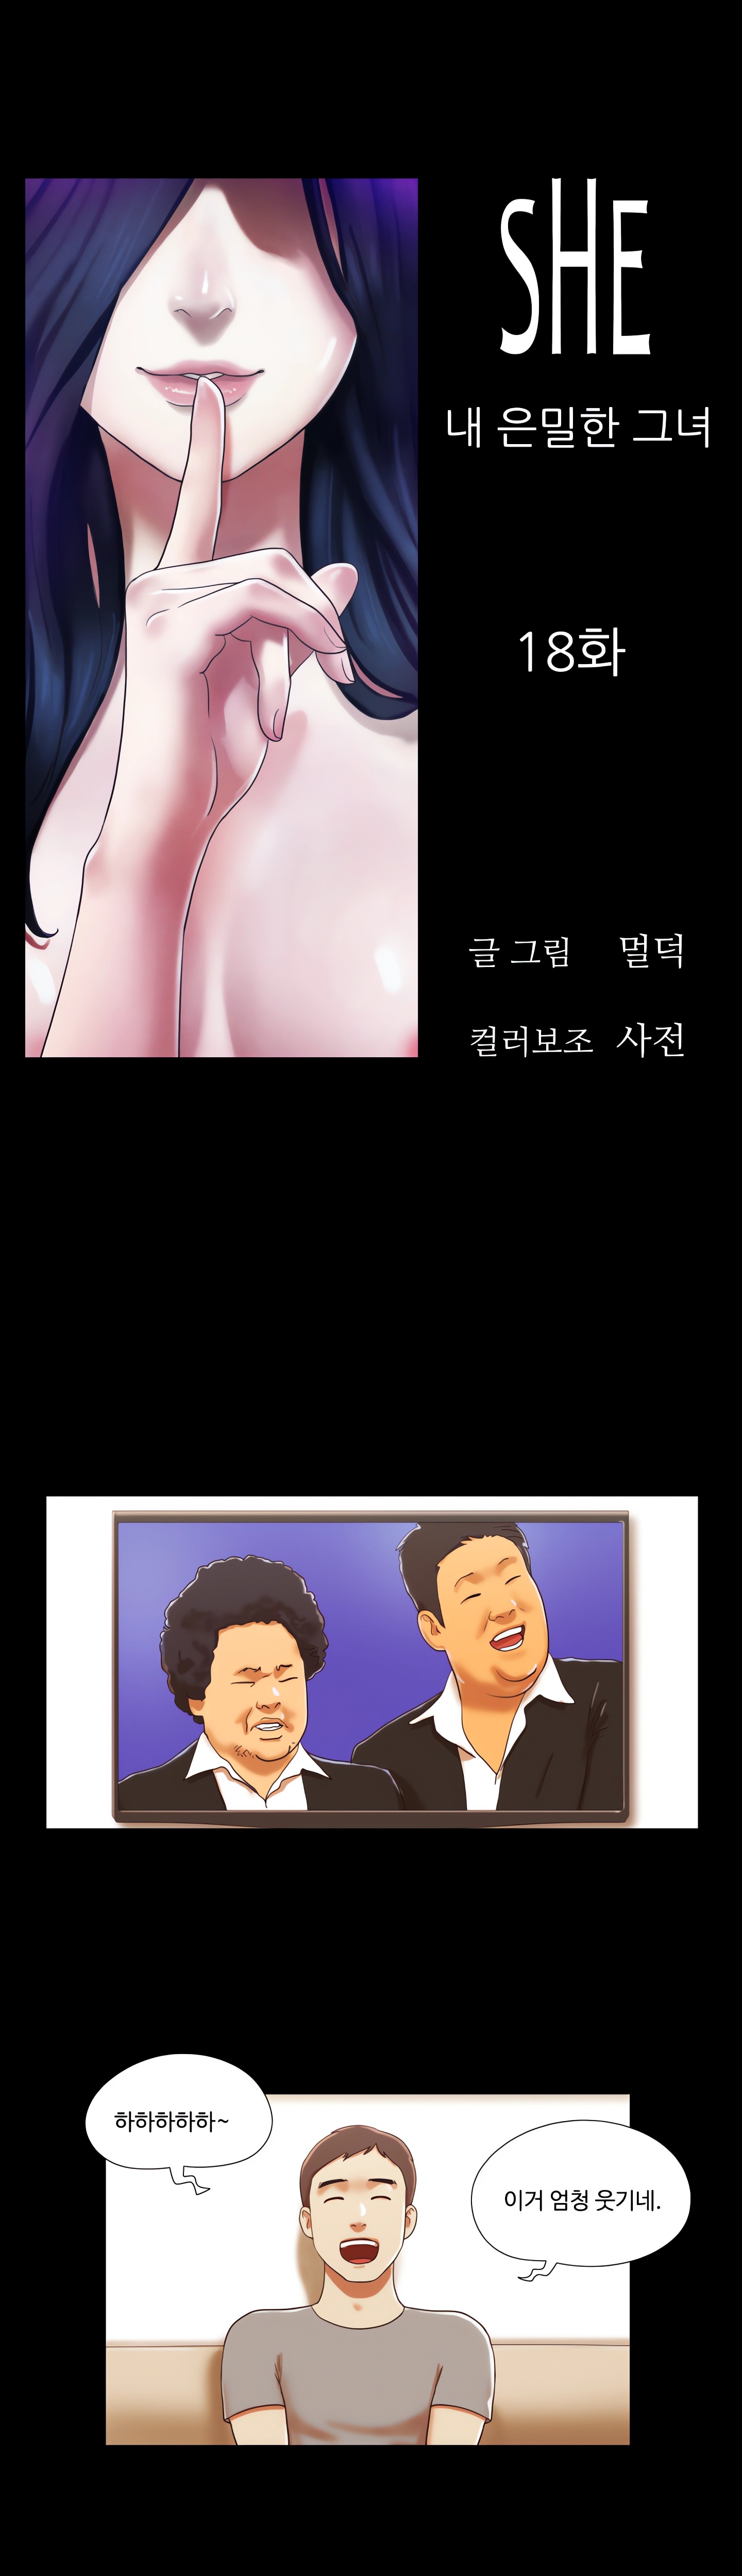 SHE
내 은밀한 그녀
18화
글 그림 멀덕
컬러보조 사전
하하하하하~
이거 엄청 웃기네.